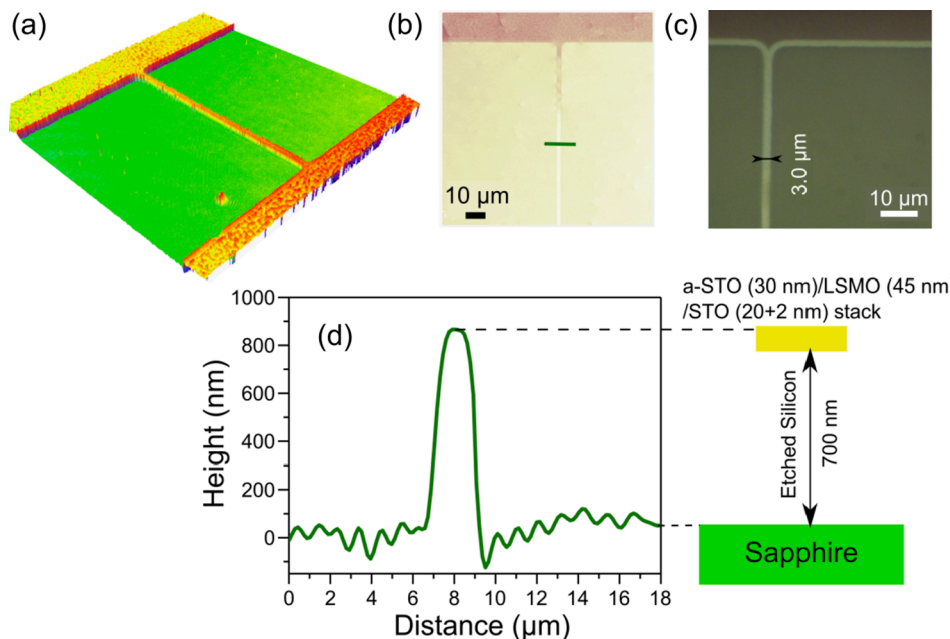 (a)
(b)
10 µm
(c)
3.0 µm
10 µm
a-STO (30 nm)/LSMO (45 nm
/STO (20+2 nm) stack
(d)
1000
800
600
400
200
0
Height (nm)
0 2 4 6 8 10 12 14 16 18
Distance (µm)
Etched Silicon
700 nm
Sapphire